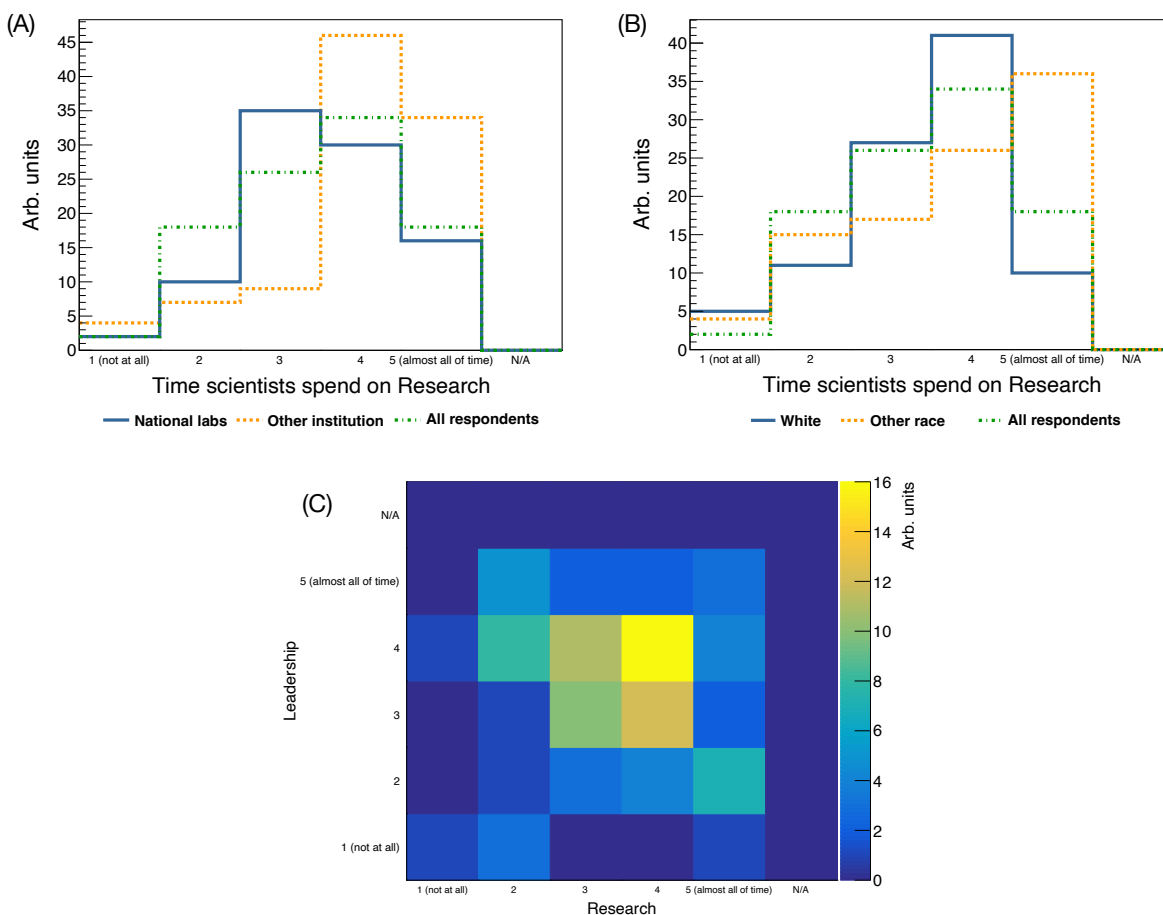 (A)
Arb. units
45
40
35
30
25
20
15
10
5
0
1 (not at all) 2 3 4 5 (almost all of time) N/A
Time scientists spend on Research
National labs Other institution All respondents
(B)
Arb. units
40
35
30
25
20
15
10
5
0
1 (not at all) 2 3 4 5 (almost all of time) N/A
Time scientists spend on Research
White Other race All respondents
(C)
Leadership
N/A
5 (almost all of time)
4
3
2
1 (not at all)
1 (not at all) 2 3 4 5 (almost all of time) N/A
Research
16
14
12
10
8
6
4
2
0
Arb. units